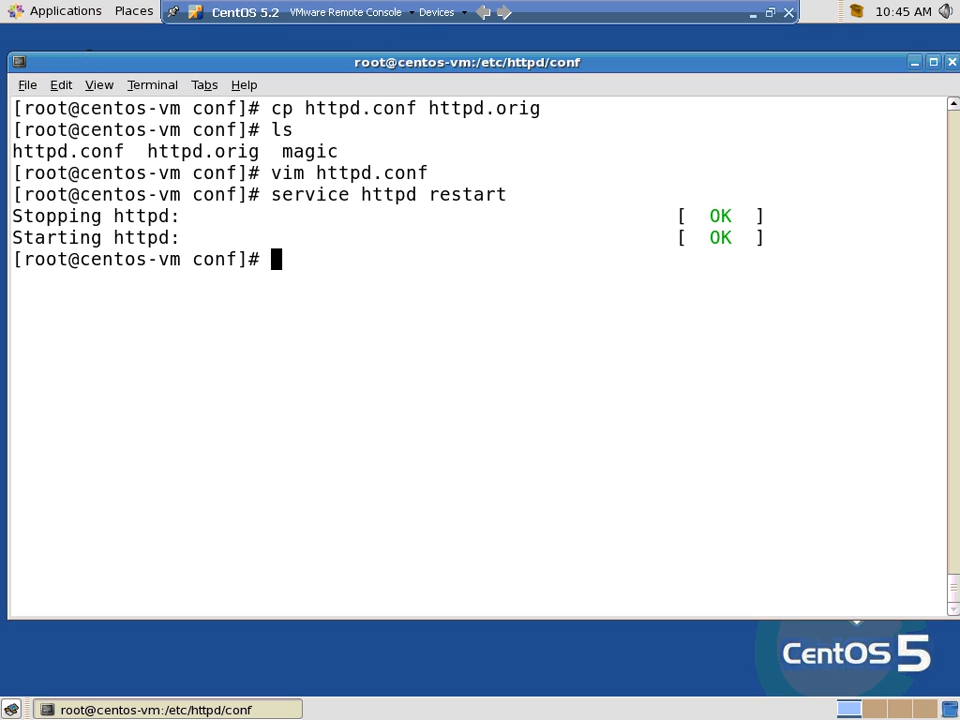 Applications Places CentOS 5.2 VMware Remote Console Devices 10:45 AM
root@centos-vm:/etc/httpd/conf
File Edit View Terminal Tabs Help
[root@centos-vm conf]# cp httpd.conf httpd.orig
[root@centos-vm conf]# ls
httpd.conf  httpd.orig  magic
[root@centos-vm conf]# vim httpd.conf
[root@centos-vm conf]# service httpd restart
Stopping httpd: [ OK ]
Starting httpd: [ OK ]
[root@centos-vm conf]#
CentOS 5
root@centos-vm:/etc/httpd/conf